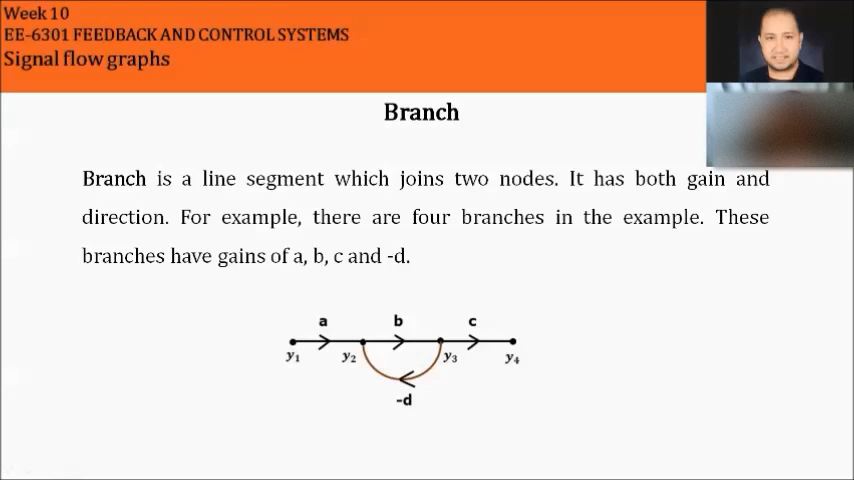 Week 10
EE-6301 FEEDBACK AND CONTROL SYSTEMS
Signal flow graphs
Branch
Branch is a line segment which joins two nodes. It has both gain and
direction. For example, there are four branches in the example. These
branches have gains of a, b, c and -d.
a b c
y₁ y₂ y₃ y₄
-d